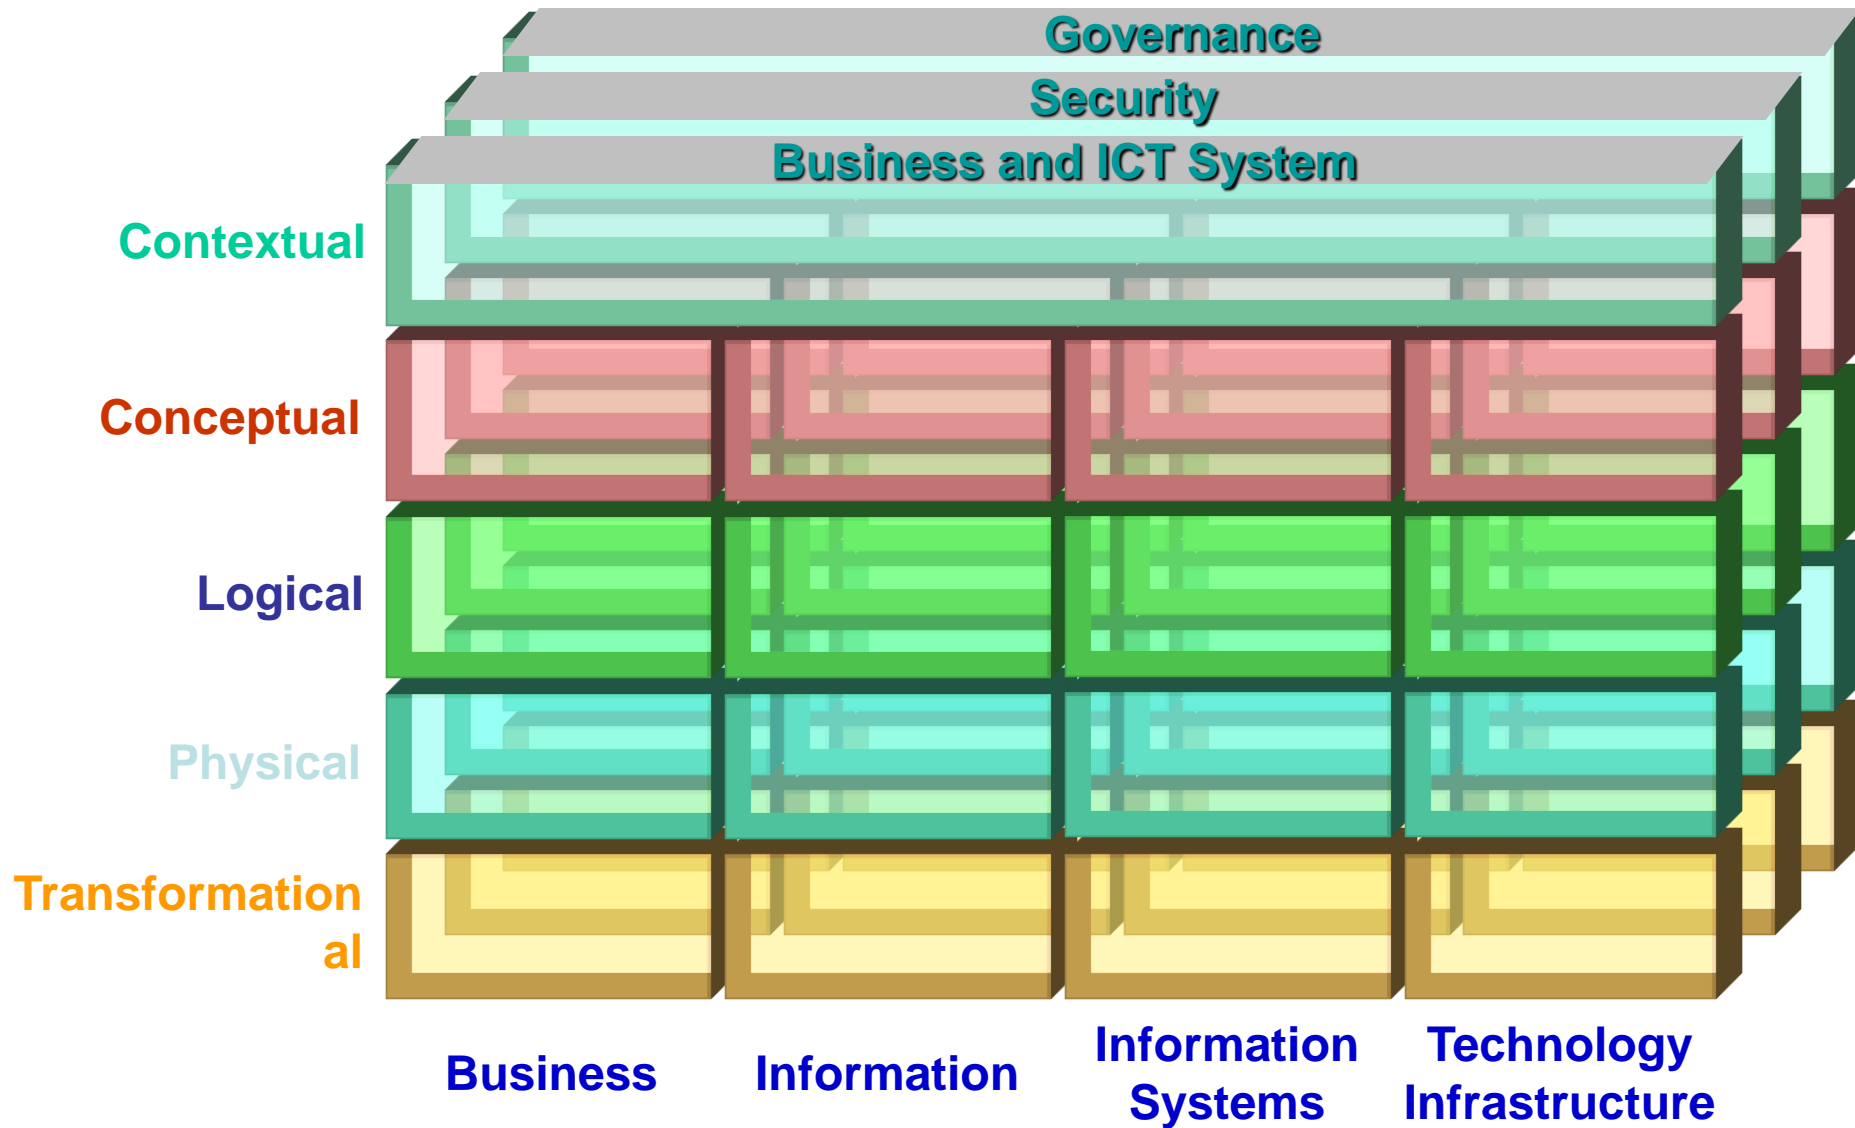 Governance
Security
Business and ICT System
Contextual
Conceptual
Logical
Physical
Transformation
al
Business
Information
Information
Systems
Technology
Infrastructure